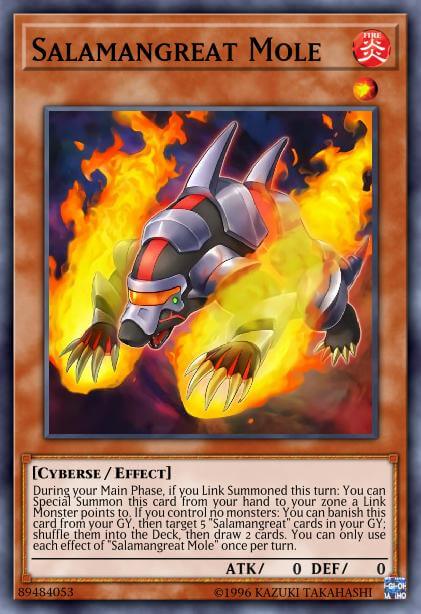 Salamangreat Mole
FIRE
炎
[Cyberse / Effect]
During your Main Phase, if you Link Summoned this turn: You can
Special Summon this card from your hand to your zone a Link
Monster points to. If you control no monsters: You can banish this
card from your GY, then target 5 "Salamangreat" cards in your GY;
shuffle them into the Deck, then draw 2 cards. You can only use
each effect of "Salamangreat Mole" once per turn.
ATK/ 0 DEF/ 0
89484053 ©1996 KAZUKI TAKAHASHI